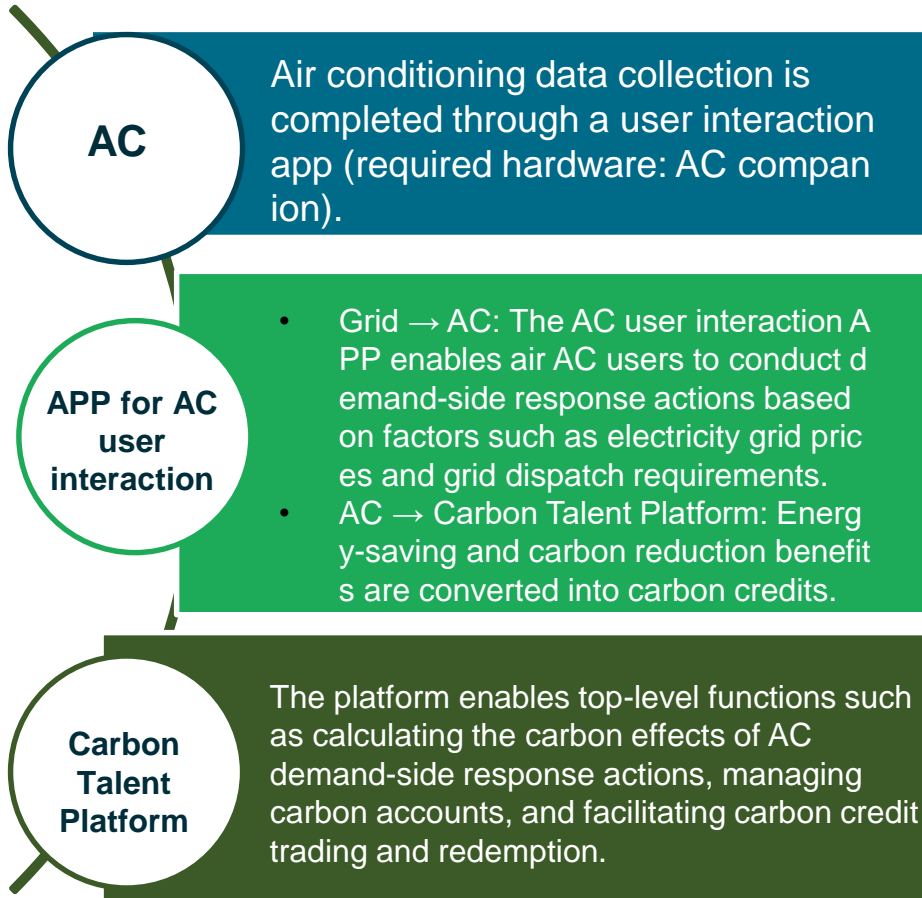 AC
Air conditioning data collection is
completed through a user interaction
app (required hardware: AC compan
ion).
APP for AC
user
interaction
• Grid → AC: The AC user interaction A
PP enables air AC users to conduct d
emand-side response actions based
on factors such as electricity grid pric
es and grid dispatch requirements.
• AC → Carbon Talent Platform: Energ
y-saving and carbon reduction benefit
s are converted into carbon credits.
Carbon
Talent
Platform
The platform enables top-level functions such
as calculating the carbon effects of AC
demand-side response actions, managing
carbon accounts, and facilitating carbon credit
trading and redemption.